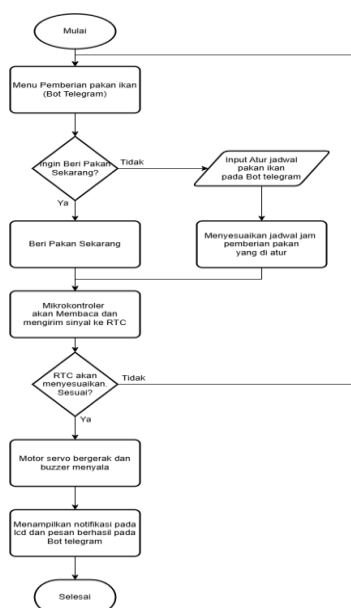 Mulai
Menu Pemberian pakan ikan
(Bot Telegram)
Ingin Beri Pakan
Sekarang?
Tidak
Input Atur jadwal
pakan ikan
pada Bot telegram
Ya
Beri Pakan Sekarang
Menyesuaikan jadwal jam
pemberian pakan
yang di atur
Mikrokontroler
akan Membaca dan
mengirim sinyal ke RTC
RTC akan
menyesuaikan.
Sesuai?
Tidak
Ya
Motor servo bergerak dan
buzzer menyala
Menampilkan notifikasi pada
lcd dan pesan berhasil pada
Bot telegram
Selesai